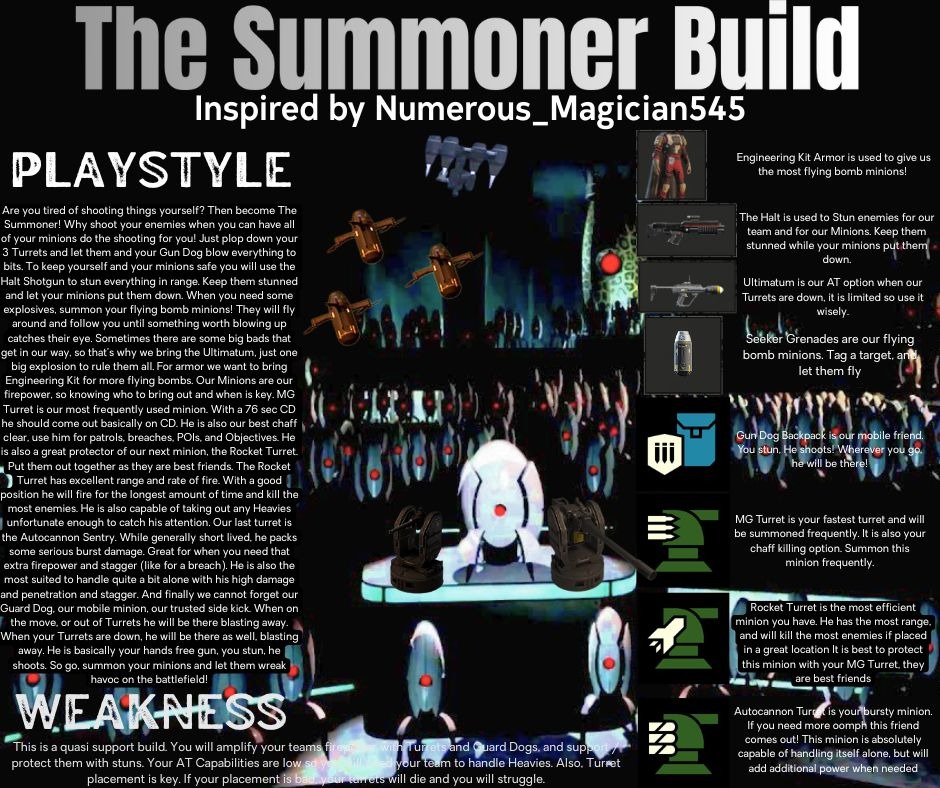 The Summoner Build
Inspired by Numerous_Magician545
PLAYSTYLE
Are you tired of shooting things yourself? Then become The
Summoner! Why shoot your enemies when you can have all
of your minions do the shooting for you! Just plop down your
3 Turrets and let them and your Gun Dog blow everything to
bits. To keep yourself and your minions safe you will use the
Halt Shotgun to stun everything in range. Keep them stunned
and let your minions put them down. When you need some
explosives, summon your flying bomb minions! They will fly
around and follow you until something worth blowing up
catches their eye. Sometimes there are some big bads that
get in our way, so that's why we bring the Ultimatum, just one
big explosion to rule them all. For armor we want to bring
Engineering Kit for more flying bombs. Our Minions are our
firepower, so knowing who to bring out and when is key. MG
Turret is our most frequently used minion. With a 76 sec CD
he should come out basically on CD. He is also our best chaff
clear, use him for patrols, breaches, POIs, and Objectives. He
is also a great protector of our next minion, the Rocket Turret.
Put them out together as they are best friends. The Rocket
Turret has excellent range and rate of fire. With a good
position he will fire for the longest amount of time and kill the
most enemies. He is also capable of taking out any Heavies
unfortunate enough to catch his attention. Our last turret is
the Autocannon Sentry. While generally short lived, he packs
some serious burst damage. Great for when you need that
extra firepower and stagger (like for a breach). He is also the
most suited to handle quite a bit alone with his high damage
and penetration and stagger. And finally we cannot forget our
Guard Dog, our mobile minion, our trusted side kick. When on
the move, or out of Turrets he will be there blasting away.
When your Turrets are down, he will be there as well, blasting
away. He is basically your hands free gun, you stun, he
shoots. So go, summon your minions and let them wreak
havoc on the battlefield!
WEAKNESS
This is a quasi support build. You will amplify your teams firepower with Turrets and Guard Dogs, and support /
protect them with stuns. Your AT Capabilities are low so you will need your team to handle Heavies. Also, Turret
placement is key. If your placement is bad, your turrets will die and you will struggle.
Engineering Kit Armor is used to give us
the most flying bomb minions!
The Halt is used to Stun enemies for our
team and for our Minions. Keep them
stunned while your minions put them
down.
Ultimatum is our AT option when our
Turrets are down, it is limited so use it
wisely.
Seeker Grenades are our flying
bomb minions. Tag a target, and
let them fly
Gun Dog Backpack is our mobile friend.
You stun, He shoots! Wherever you go,
he will be there!
MG Turret is your fastest turret and will
be summoned frequently. It is also your
chaff killing option. Summon this
minion frequently.
Rocket Turret is the most efficient
minion you have. He has the most range,
and will kill the most enemies if placed
in a great location It is best to protect
this minion with your MG Turret, they
are best friends
Autocannon Turret is your bursty minion.
If you need more oomph this friend
comes out! This minion is absolutely
capable of handling itself alone, but will
add additional power when needed